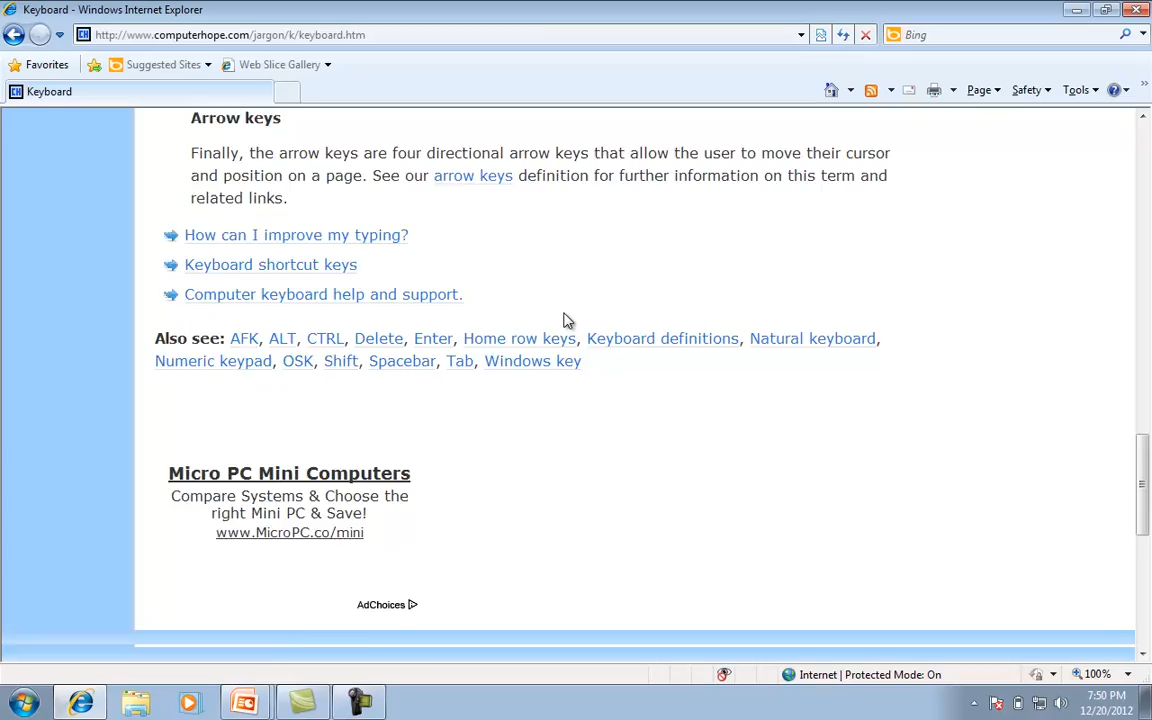 Keyboard - Windows Internet Explorer
http://www.computerhope.com/jargon/k/keyboard.htm
Bing
Favorites
Suggested Sites
Web Slice Gallery
Keyboard
Page
Safety
Tools
Arrow keys
Finally, the arrow keys are four directional arrow keys that allow the user to move their cursor
and position on a page. See our arrow keys definition for further information on this term and
related links.
How can I improve my typing?
Keyboard shortcut keys
Computer keyboard help and support.
Also see: AFK, ALT, CTRL, Delete, Enter, Home row keys, Keyboard definitions, Natural keyboard,
Numeric keypad, OSK, Shift, Spacebar, Tab, Windows key
Micro PC Mini Computers
Compare Systems & Choose the
right Mini PC & Save!
www.MicroPC.co/mini
AdChoices
Internet | Protected Mode: On
100%
7:50 PM
12/20/2012